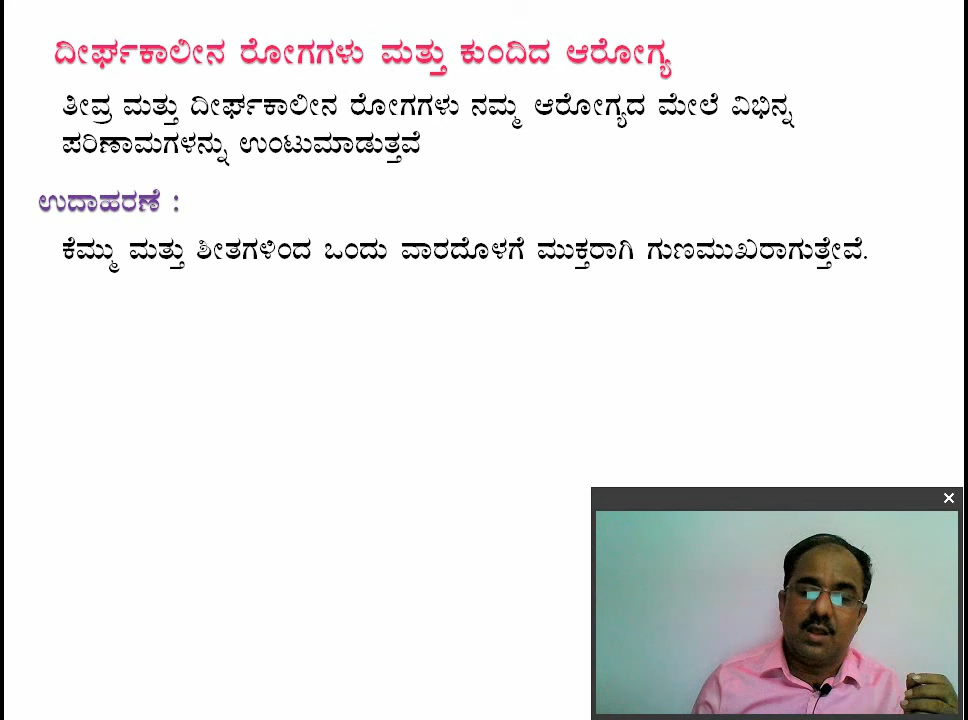 ದೀರ್ಘಕಾಲೀನ ರೋಗಗಳು ಮತ್ತು ಕುಂದಿದ ಆರೋಗ್ಯ
ತೀವ್ರ ಮತ್ತು ದೀರ್ಘಕಾಲೀನ ರೋಗಗಳು ನಮ್ಮ ಆರೋಗ್ಯದ ಮೇಲೆ ವಿಭಿನ್ನ
ಪರಿಣಾಮಗಳನ್ನು ಉಂಟುಮಾಡುತ್ತವೆ
ಉದಾಹರಣೆ :
ಕೆಮ್ಮು ಮತ್ತು ಶೀತಗಳಿಂದ ಒಂದು ವಾರದೊಳಗೆ ಮುಕ್ತರಾಗಿ ಗುಣಮುಖರಾಗುತ್ತೇವೆ.